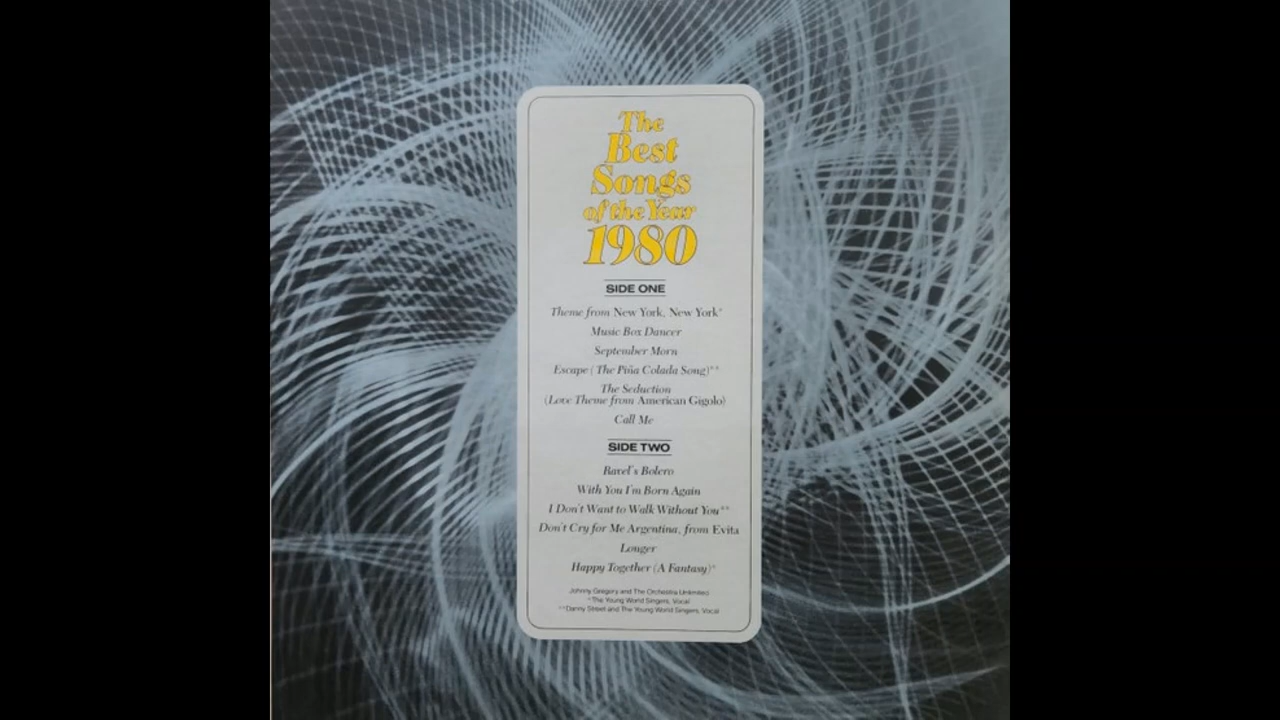 The
Best
Songs
of the Year
1980
SIDE ONE
Theme from New York, New York*
Music Box Dancer
September Morn
Escape (The Piña Colada Song)**
The Seduction
(Love Theme from American Gigolo)
Call Me
SIDE TWO
Ravel's Bolero
With You I'm Born Again
I Don't Want to Walk Without You**
Don't Cry for Me Argentina, from Evita
Longer
Happy Together (A Fantasy)*
Johnny Gregory and The Orchestra Unlimited
*The Young World Singers, Vocal
**Danny Street and The Young World Singers, Vocal